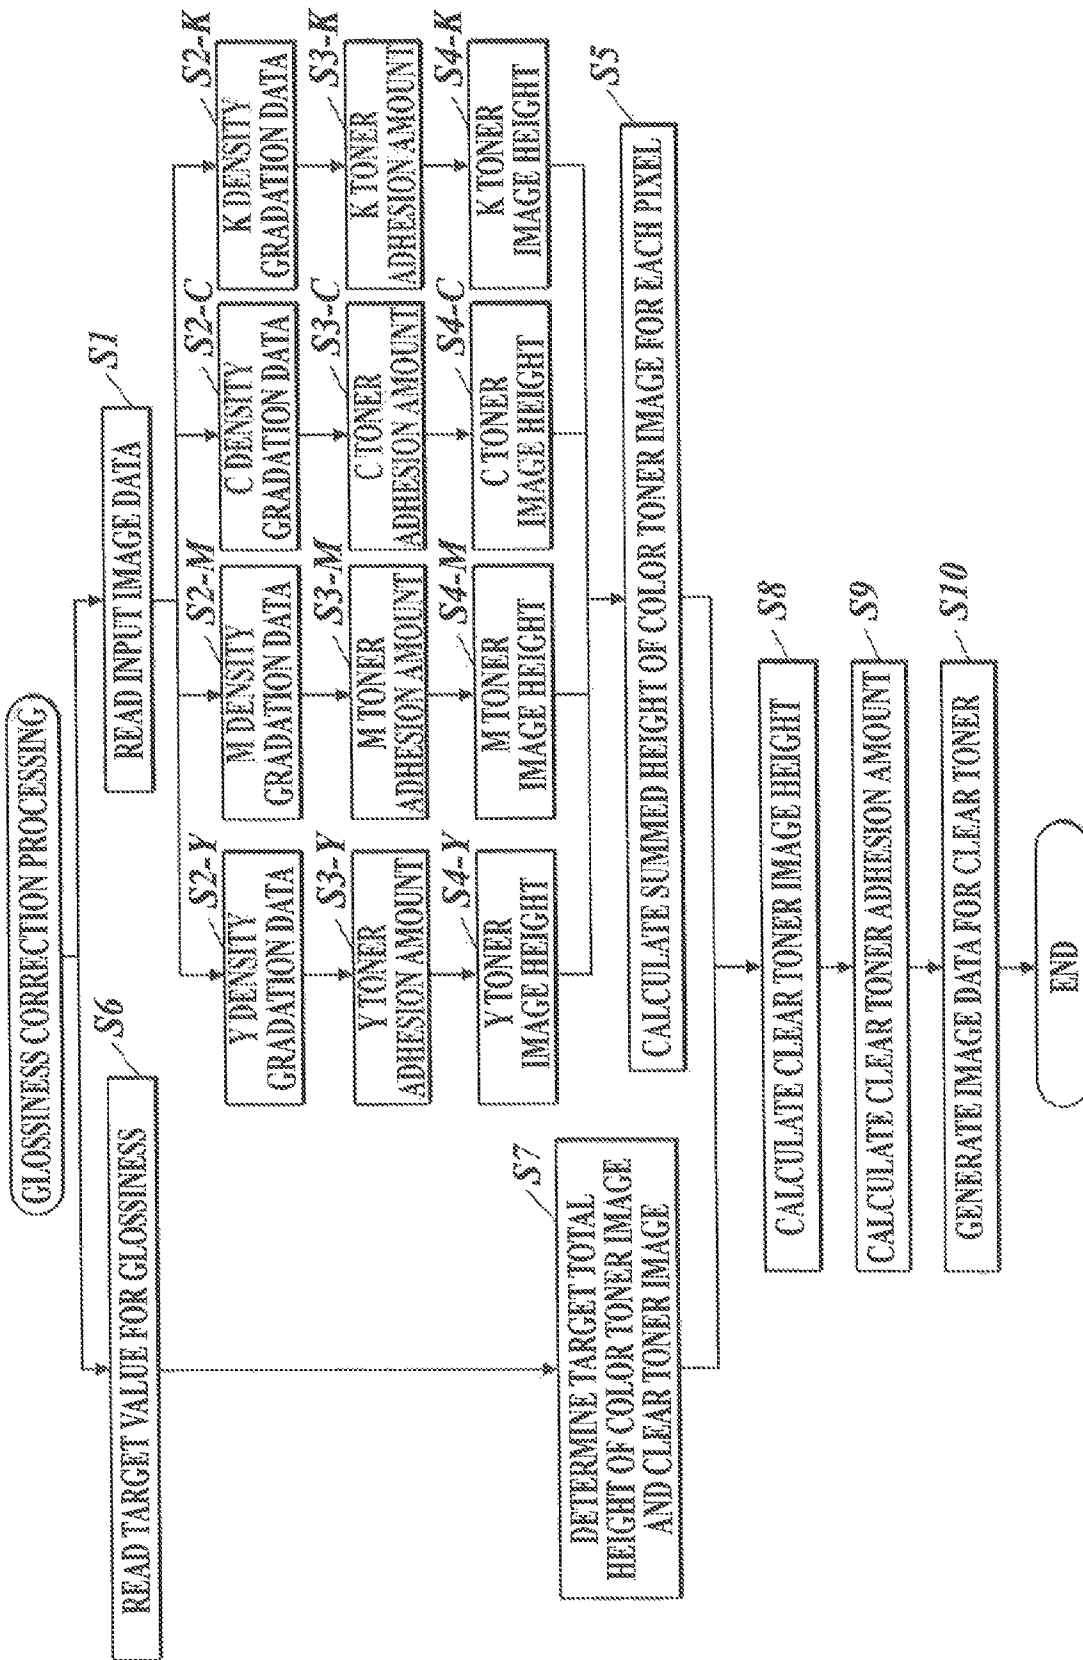 GLOSSINESS CORRECTION PROCESSING
S6
READ TARGET VALUE FOR GLOSSINESS
S1
READ INPUT IMAGE DATA
S2-Y
Y DENSITY
GRADATION DATA
S2-M
M DENSITY
GRADATION DATA
S2-C
C DENSITY
GRADATION DATA
S2-K
K DENSITY
GRADATION DATA
S3-Y
Y TONER
ADHESION AMOUNT
S3-M
M TONER
ADHESION AMOUNT
S3-C
C TONER
ADHESION AMOUNT
S3-K
K TONER
ADHESION AMOUNT
S4-Y
Y TONER
IMAGE HEIGHT
S4-M
M TONER
IMAGE HEIGHT
S4-C
C TONER
IMAGE HEIGHT
S4-K
K TONER
IMAGE HEIGHT
S7
DETERMINE TARGET TOTAL
HEIGHT OF COLOR TONER IMAGE
AND CLEAR TONER IMAGE
S5
CALCULATE SUMMED HEIGHT OF COLOR TONER IMAGE FOR EACH PIXEL
S8
CALCULATE CLEAR TONER IMAGE HEIGHT
S9
CALCULATE CLEAR TONER ADHESION AMOUNT
S10
GENERATE IMAGE DATA FOR CLEAR TONER
END